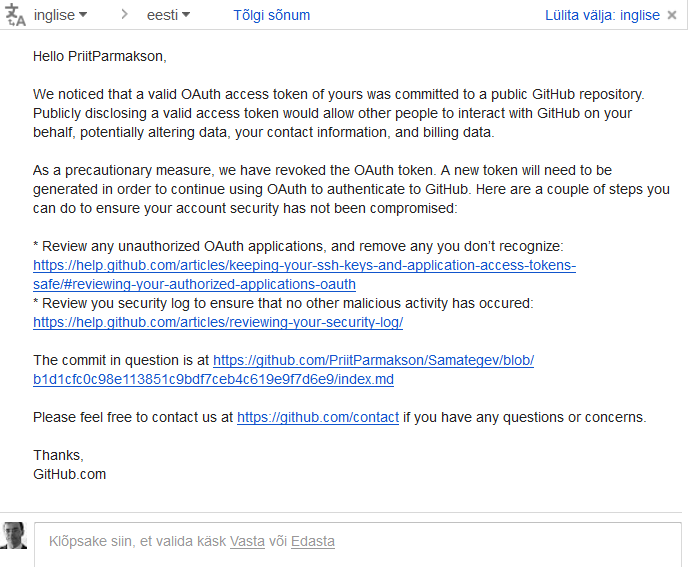 inglise eesti Tõlgi sõnum Lülita välja: inglise
Hello PriitParmakson,
We noticed that a valid OAuth access token of yours was committed to a public GitHub repository.
Publicly disclosing a valid access token would allow other people to interact with GitHub on your
behalf, potentially altering data, your contact information, and billing data.
As a precautionary measure, we have revoked the OAuth token. A new token will need to be
generated in order to continue using OAuth to authenticate to GitHub. Here are a couple of steps you
can do to ensure your account security has not been compromised:
* Review any unauthorized OAuth applications, and remove any you don’t recognize:
https://help.github.com/articles/keeping-your-ssh-keys-and-application-access-tokens-
safe/#reviewing-your-authorized-applications-oauth
* Review you security log to ensure that no other malicious activity has occured:
https://help.github.com/articles/reviewing-your-security-log/
The commit in question is at https://github.com/PriitParmakson/Samategev/blob/
b1d1cfc0c98e113851c9bdf7ceb4c619e9f7d6e9/index.md
Please feel free to contact us at https://github.com/contact if you have any questions or concerns.
Thanks,
GitHub.com
Klõpsake siin, et valida käsk Vasta või Edasta